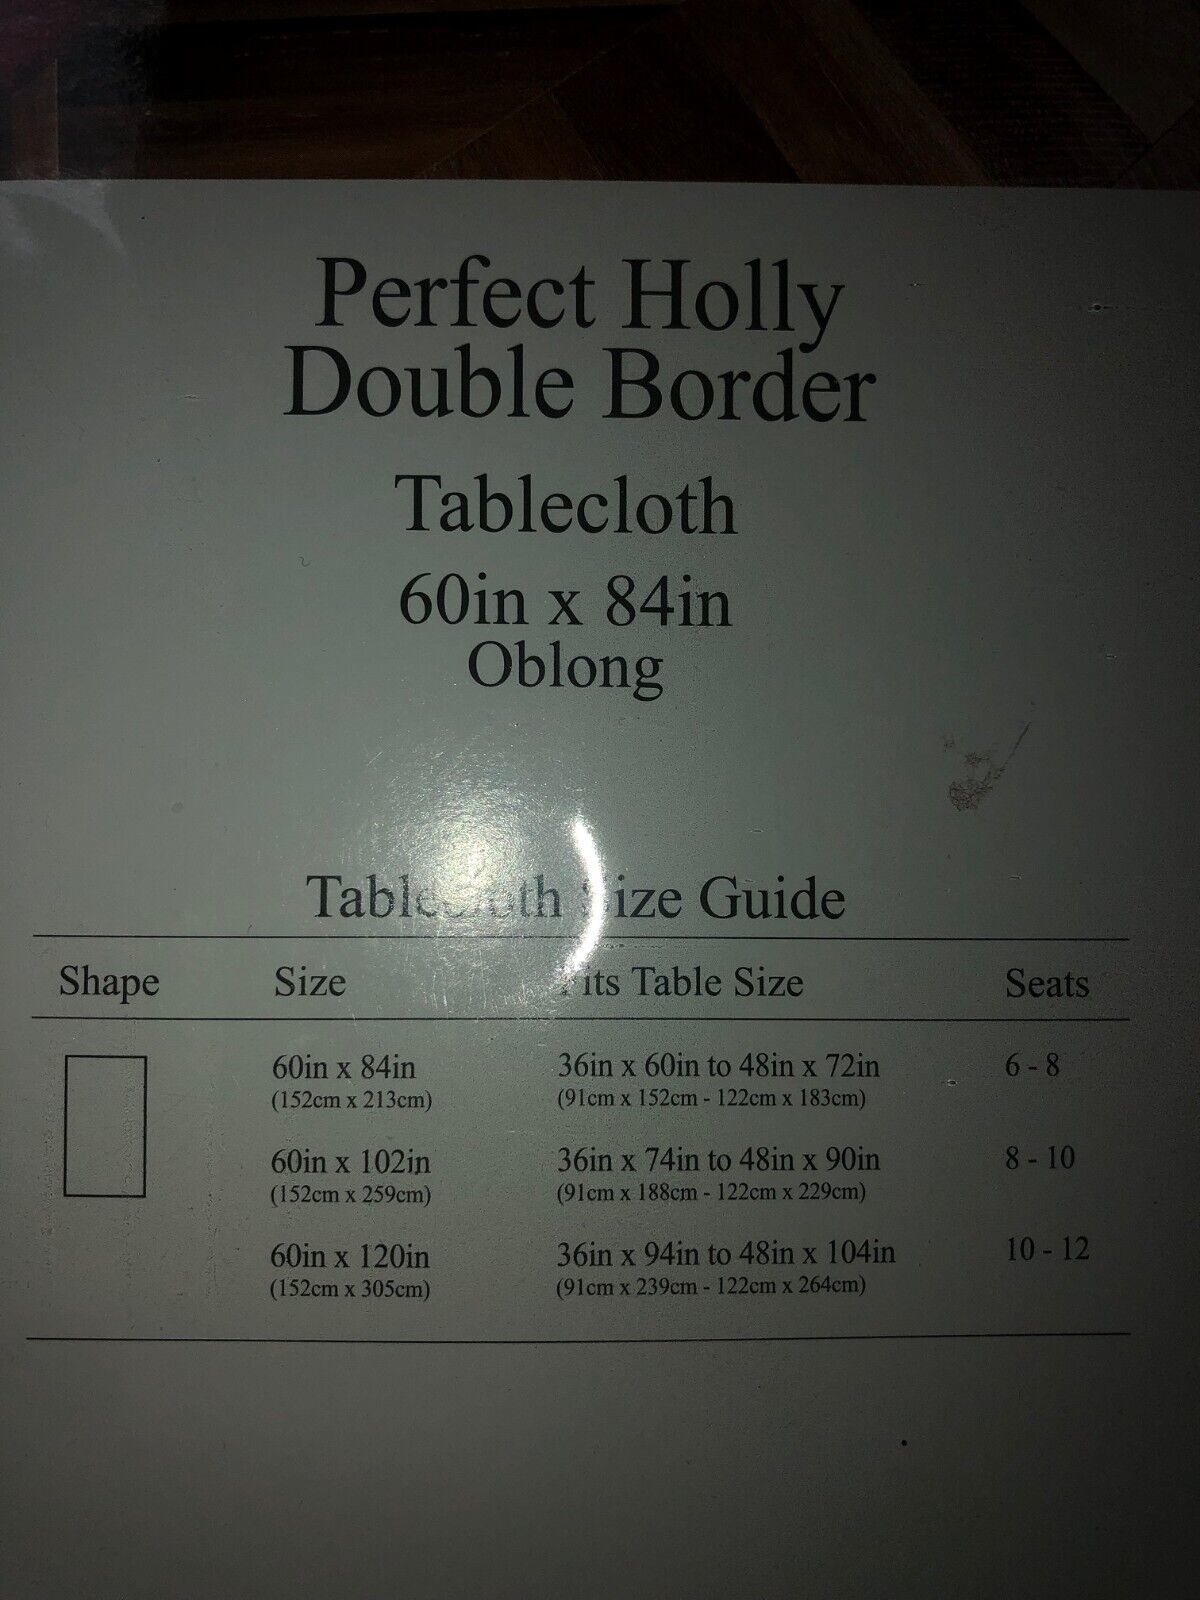 Perfect Holly
Double Border
Tablecloth
60in x 84in
Oblong
Tablecloth Size Guide
Shape Size Fits Table Size Seats
60in x 84in 36in x 60in to 48in x 72in 6 - 8
(152cm x 213cm) (91cm x 152cm - 122cm x 183cm)
60in x 102in 36in x 74in to 48in x 90in 8 - 10
(152cm x 259cm) (91cm x 188cm - 122cm x 229cm)
60in x 120in 36in x 94in to 48in x 104in 10 - 12
(152cm x 305cm) (91cm x 239cm - 122cm x 264cm)